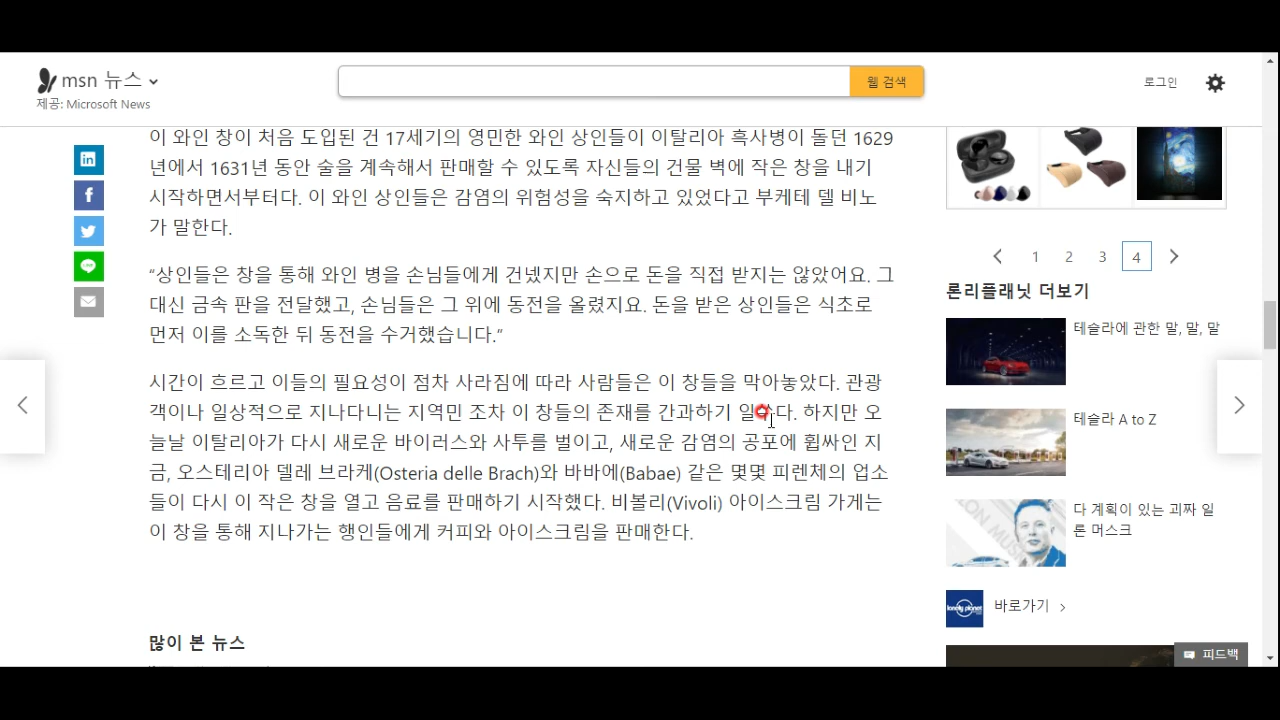 msn 뉴스
제공: Microsoft News
웹 검색
로그인
이 와인 창이 처음 도입된 건 17세기의 영민한 와인 상인들이 이탈리아 흑사병이 돌던 1629
년에서 1631년 동안 술을 계속해서 판매할 수 있도록 자신들의 건물 벽에 작은 창을 내기
시작하면서부터다. 이 와인 상인들은 감염의 위험성을 숙지하고 있었다고 부케테 델 비노
가 말한다.
“상인들은 창을 통해 와인 병을 손님들에게 건넸지만 손으로 돈을 직접 받지는 않았어요. 그
대신 금속 판을 전달했고, 손님들은 그 위에 동전을 올렸지요. 돈을 받은 상인들은 식초로
먼저 이를 소독한 뒤 동전을 수거했습니다.”
시간이 흐르고 이들의 필요성이 점차 사라짐에 따라 사람들은 이 창들을 막아놓았다. 관광
객이나 일상적으로 지나다니는 지역민 조차 이 창들의 존재를 간과하기 하지만 오
늘날 이탈리아가 다시 새로운 바이러스와 사투를 벌이고, 새로운 감염의 공포에 휩싸인 지
금, 오스테리아 델레 브라케(Osteria delle Brach)와 바바에(Babae) 같은 몇몇 피렌체의 업소
들이 다시 이 작은 창을 열고 음료를 판매하기 시작했다. 비볼리(Vivoli) 아이스크림 가게는
이 창을 통해 지나가는 행인들에게 커피와 아이스크림을 판매한다.
많이 본 뉴스
1 2 3 4
론리플래닛 더보기
테슬라에 관한 말, 말, 말
테슬라 A to Z
다 계획이 있는 괴짜 일
론 머스크
lonely planet
바로가기
피드백